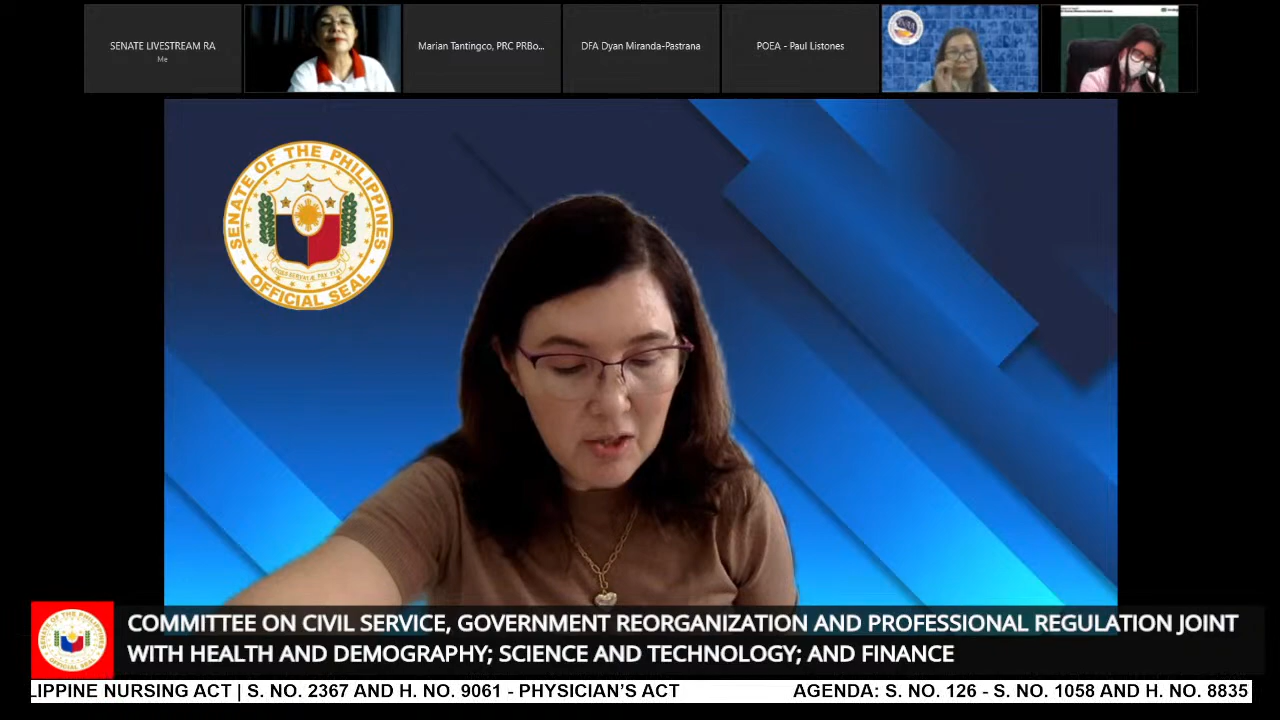 SENATE LIVESTREAM RA
Me
Marian Tantingco, PRC PRBo...
DFA Dyan Miranda-Pastrana
POEA - Paul Listones
SENATE OF THE PHILIPPINES
OFFICIAL SEAL
COMMITTEE ON CIVIL SERVICE, GOVERNMENT REORGANIZATION AND PROFESSIONAL REGULATION JOINT
WITH HEALTH AND DEMOGRAPHY; SCIENCE AND TECHNOLOGY; AND FINANCE
LIPPINE NURSING ACT | S. NO. 2367 AND H. NO. 9061 - PHYSICIAN'S ACT AGENDA: S. NO. 126 - S. NO. 1058 AND H. NO. 8835